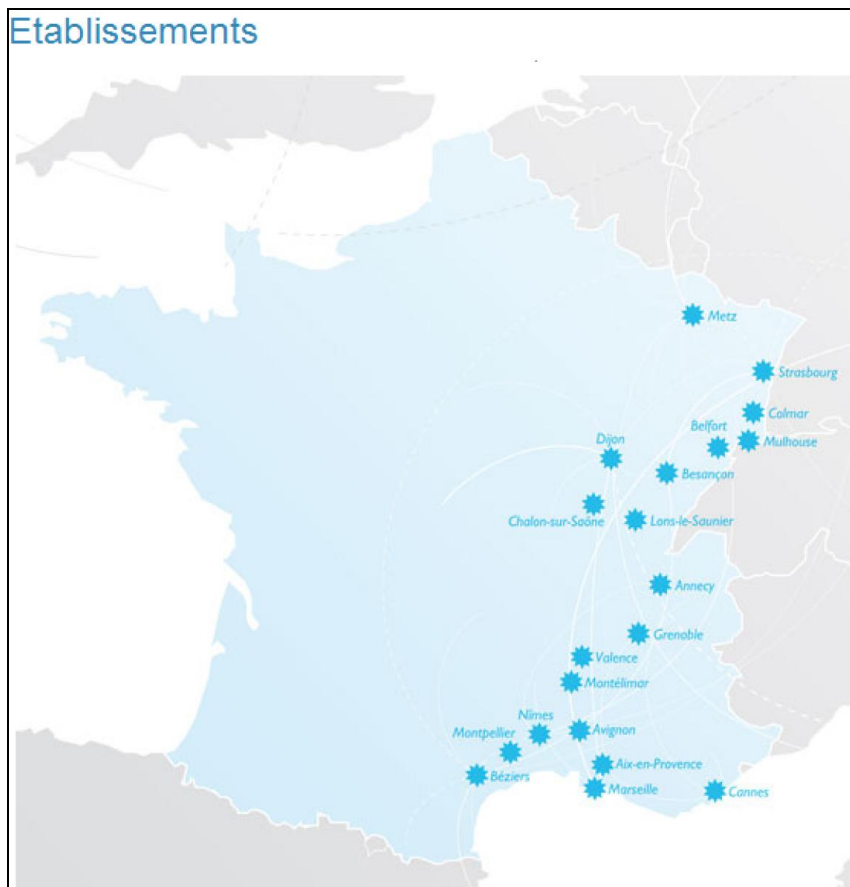 Etablissements
Metz
Strasbourg
Colmar
Belfort
Mulhouse
Dijon
Besançon
Chalon-sur-Saône
Lons-le-Saunier
Annecy
Grenoble
Valence
Montélimar
Nîmes
Avignon
Montpellier
Aix-en-Provence
Béziers
Marseille
Cannes